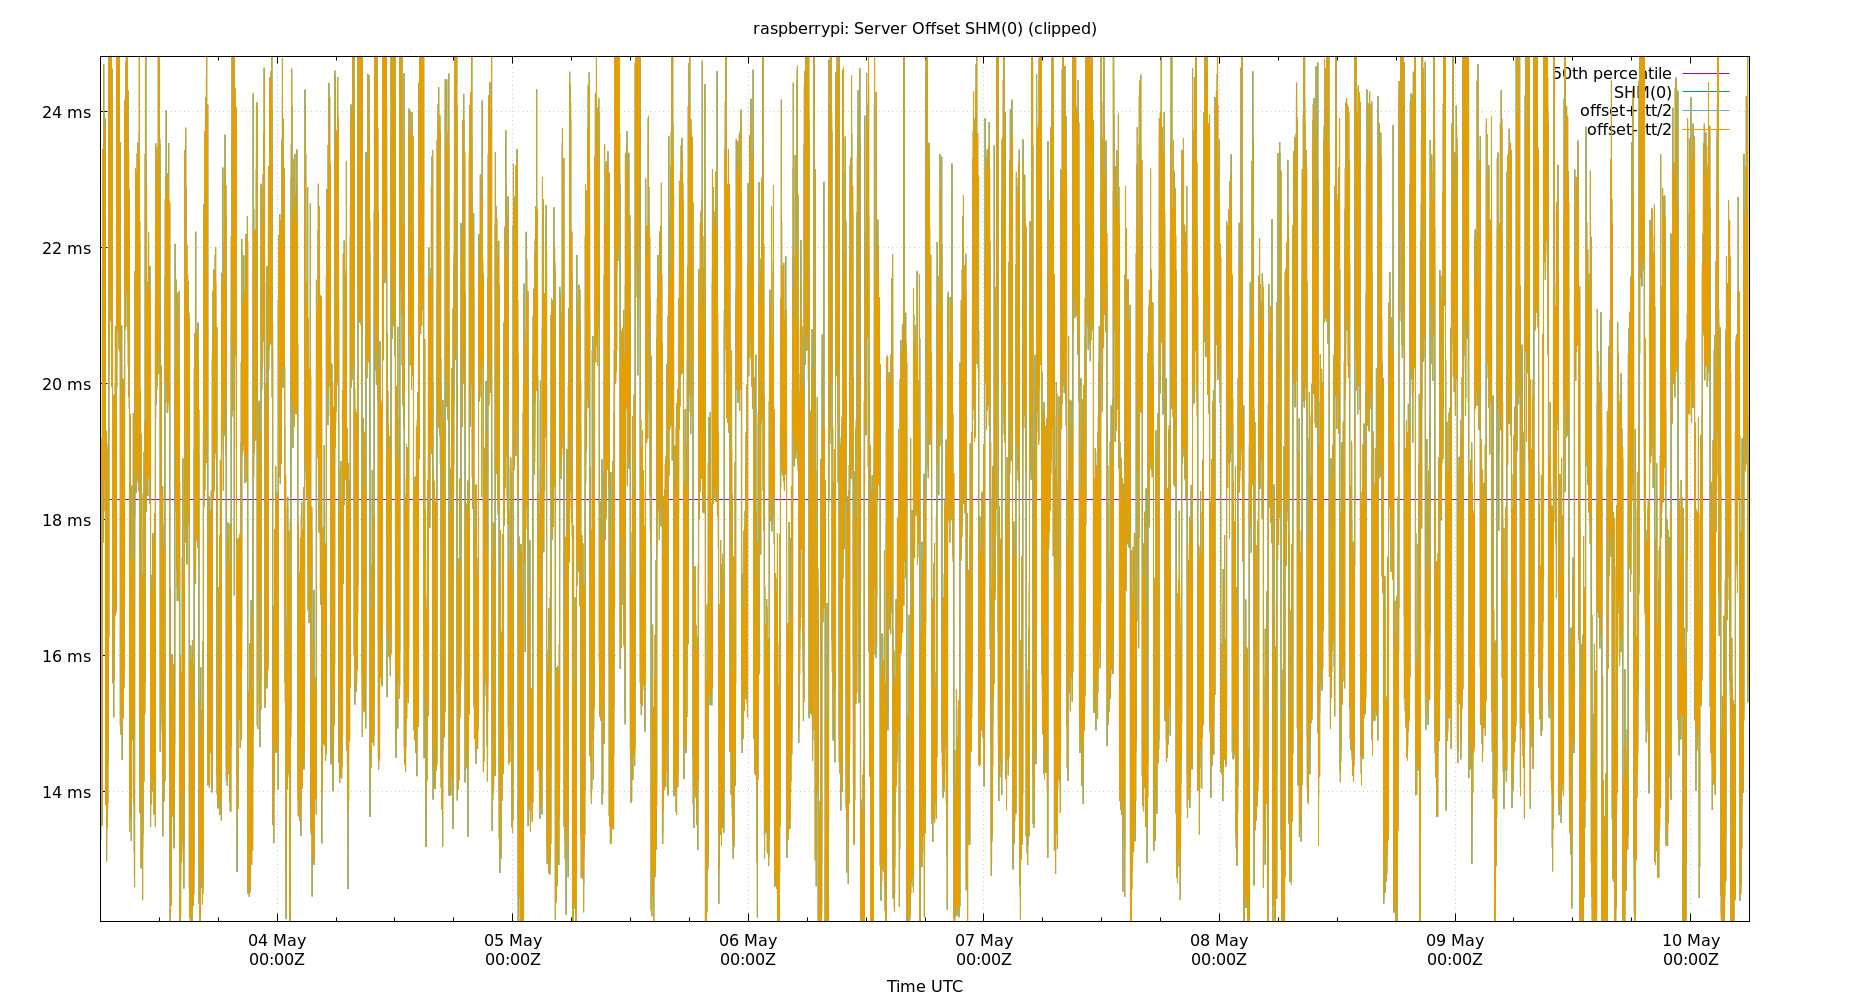 raspberrypi: Server Offset SHM(0) (clipped)
50th percentile
SHM(0)
offset+rtt/2
offset-rtt/2
24 ms
22 ms
20 ms
18 ms
16 ms
14 ms
04 May
00:00Z
05 May
00:00Z
06 May
00:00Z
07 May
00:00Z
08 May
00:00Z
09 May
00:00Z
10 May
00:00Z
Time UTC